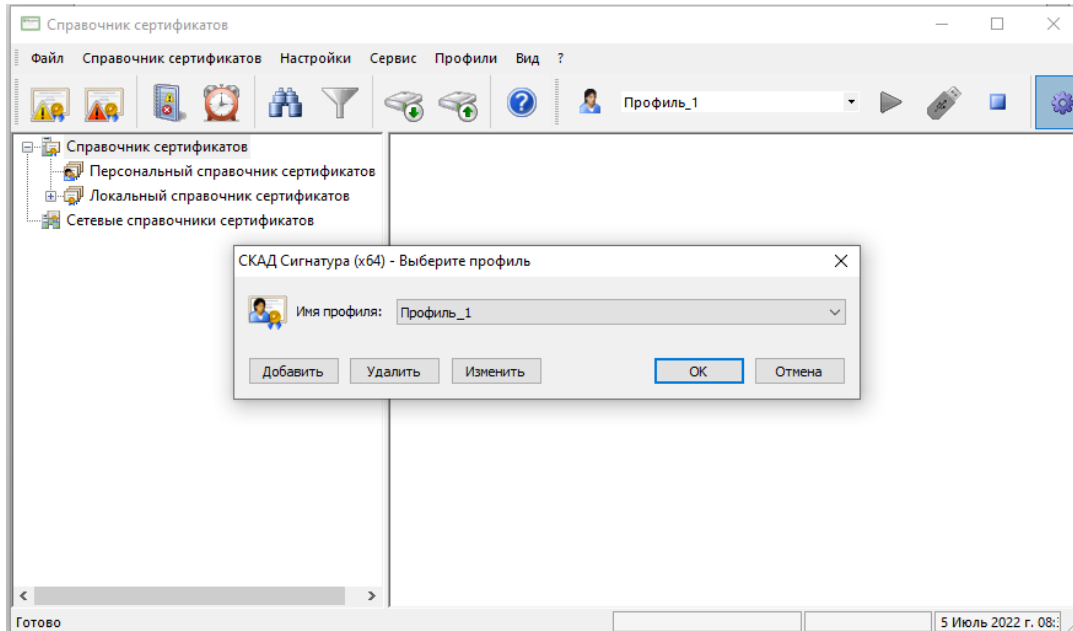 Справочник сертификатов
Файл Справочник сертификатов Настройки Сервис Профили Вид ?
Профиль_1
Справочник сертификатов
Персональный справочник сертификатов
Локальный справочник сертификатов
Сетевые справочники сертификатов
СКАД Сигнатура (x64) - Выберите профиль
Имя профиля: Профиль_1
Добавить Удалить Изменить OK Отмена
Готово 5 Июль 2022 г. 08: